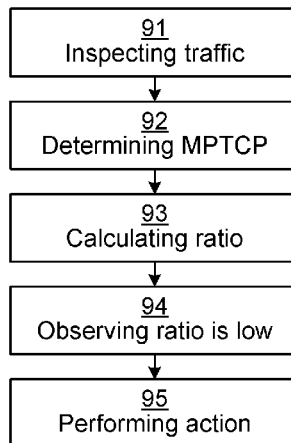 91
Inspecting traffic
92
Determining MPTCP
93
Calculating ratio
94
Observing ratio is low
95
Performing action